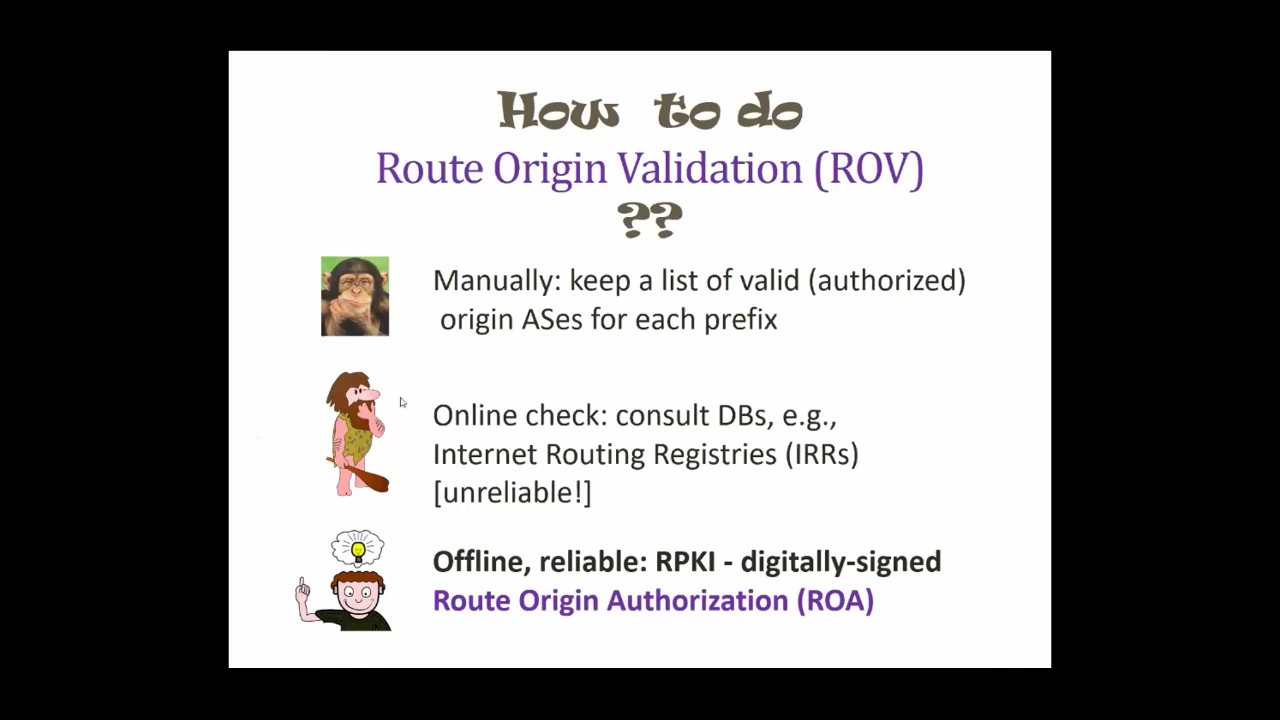 How to do
Route Origin Validation (ROV)
??
Manually: keep a list of valid (authorized)
origin ASes for each prefix
Online check: consult DBs, e.g.,
Internet Routing Registries (IRRs)
[unreliable!]
Offline, reliable: RPKI - digitally-signed
Route Origin Authorization (ROA)